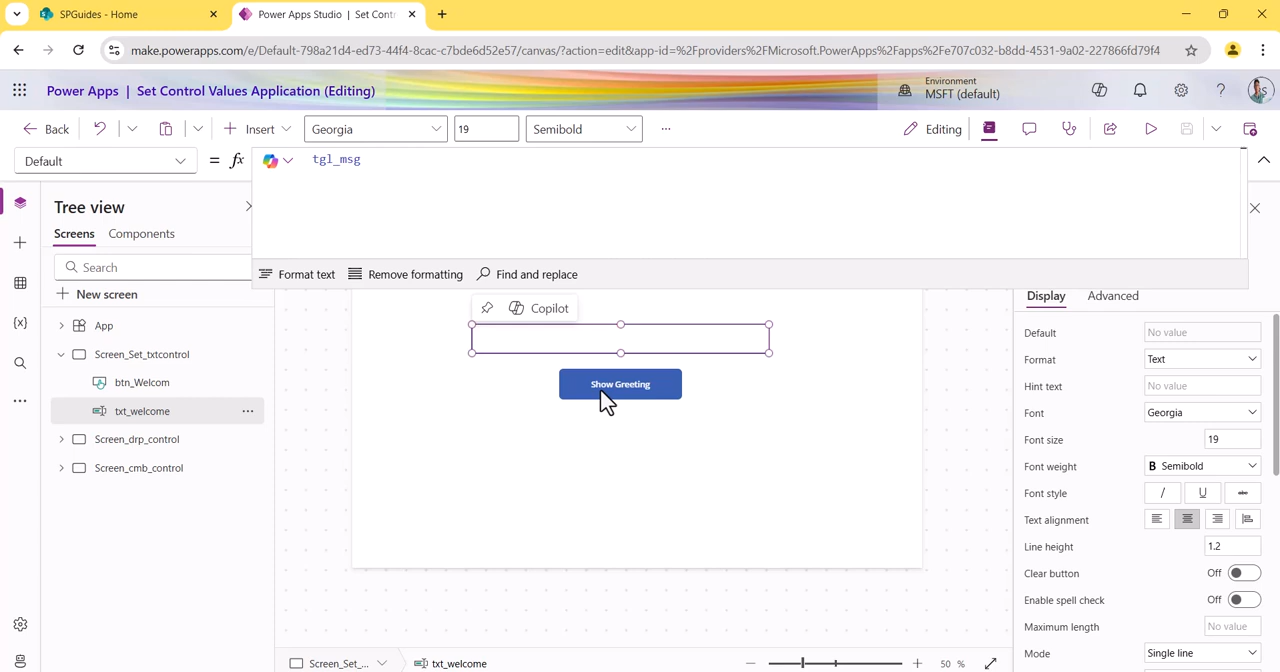 SPGuides - Home
Power Apps Studio | Set Contr
make.powerapps.com/e/Default-798a21d4-ed73-44f4-8cac-c7bde6d52e57/canvas/?action=edit&app-id=%2Fproviders%2FMicrosoft.PowerApps%2Fapps%2Fe707c032-b8dd-4531-9a02-227866fd79f4
Power Apps | Set Control Values Application (Editing)
Environment
MSFT (default)
Back
Insert
Georgia
19
Semibold
...
Editing
Default
= fx
tgl_msg
Tree view
Screens
Components
Search
New screen
Format text
Remove formatting
Find and replace
App
Screen_Set_txtcontrol
btn_Welcom
txt_welcome
...
Screen_drp_control
Screen_cmb_control
Copilot
Show Greeting
Display
Advanced
Default
No value
Format
Text
Hint text
No value
Font
Georgia
Font size
19
Font weight
B Semibold
Font style
/ U abc
Text alignment
Line height
1.2
Clear button
Off
Enable spell check
Off
Maximum length
No value
Mode
Single line
Screen_Set_...
txt_welcome
50 %